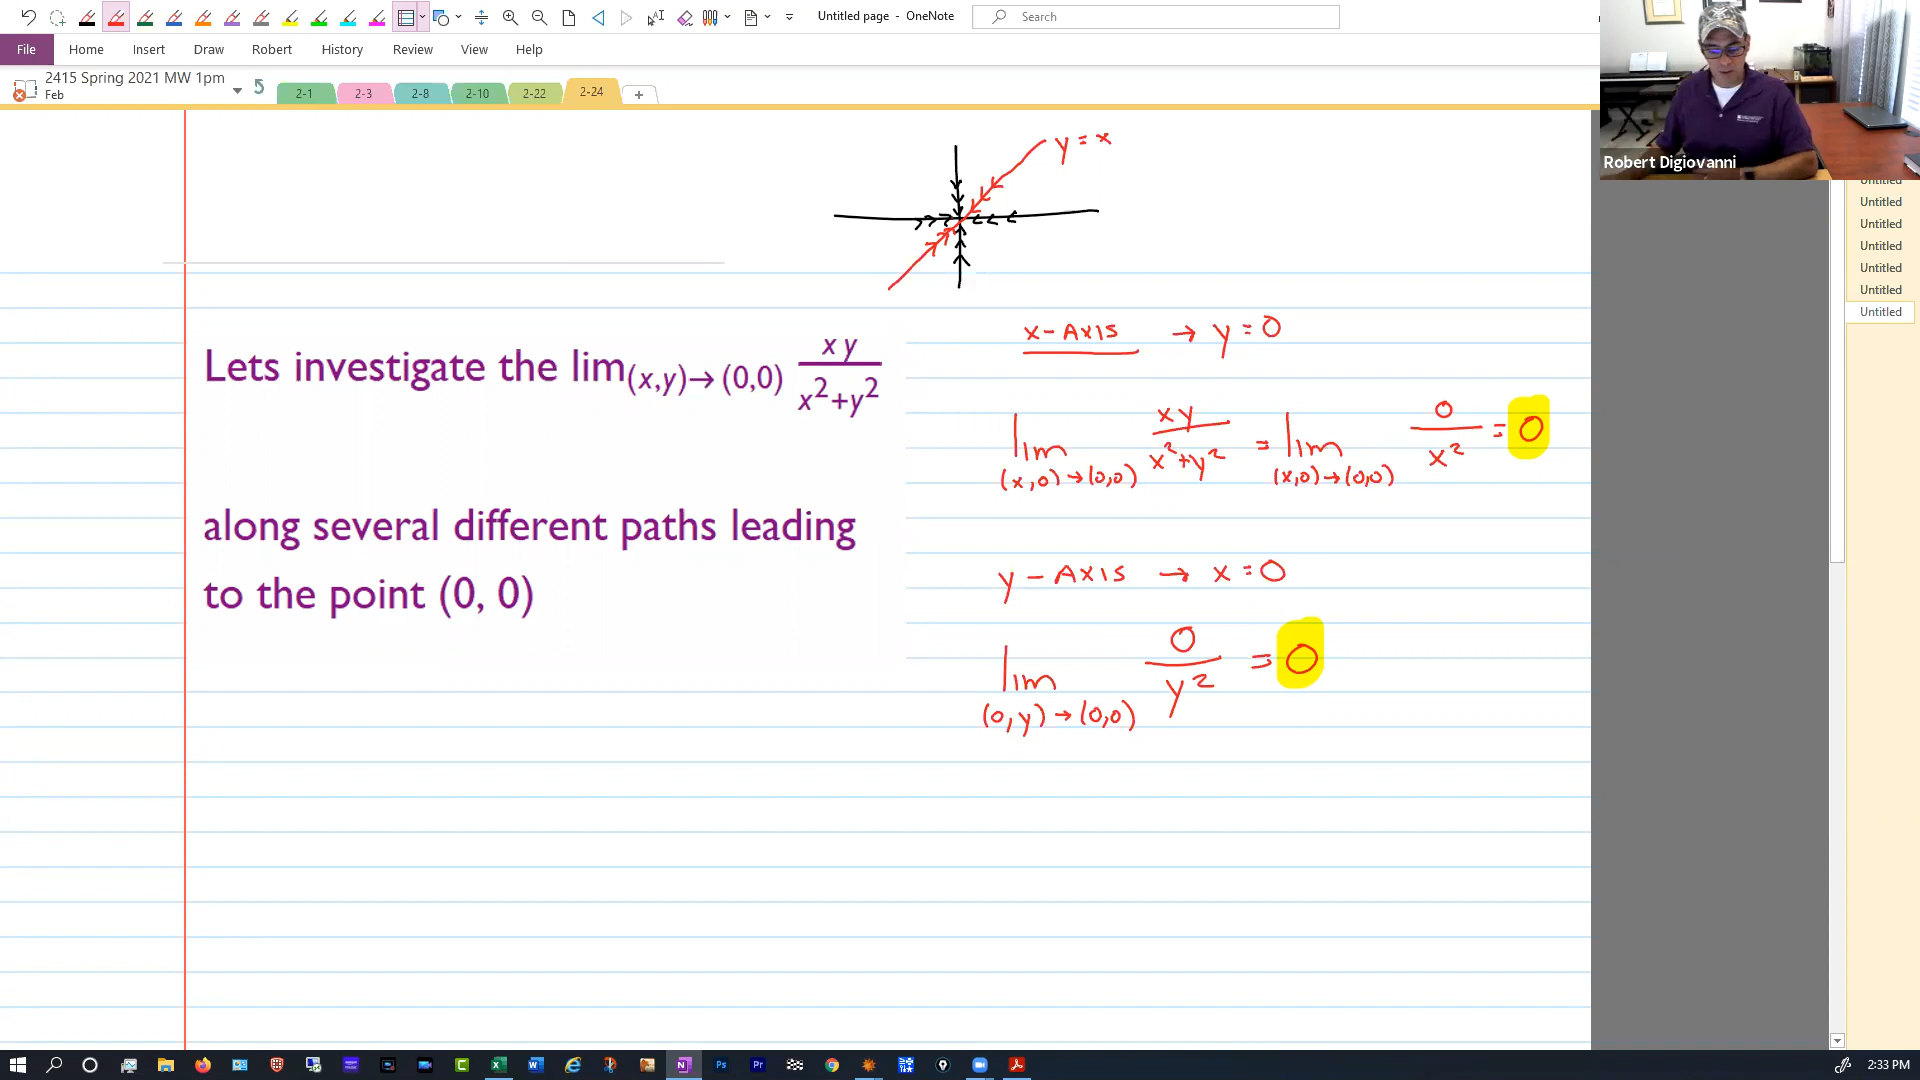 Untitled page - OneNote
Search
File Home Insert Draw Robert History Review View Help
2415 Spring 2021 MW 1pm
Feb
2-1 2-3 2-8 2-10 2-22 2-24 +
Robert Digiovanni
Untitled
Untitled
Untitled
Untitled
Untitled
Untitled
Untitled
y = x
x - AXIS → y = 0
Lets investigate the lim(x,y)→ (0,0) xy/(x²+y²)
lim (x,0)→(0,0) xy/(x²+y²) = lim (x,0)→(0,0) 0/x² = 0
along several different paths leading
to the point (0, 0)
y - AXIS → x = 0
lim (0,y)→(0,0) 0/y² = 0
2:33 PM